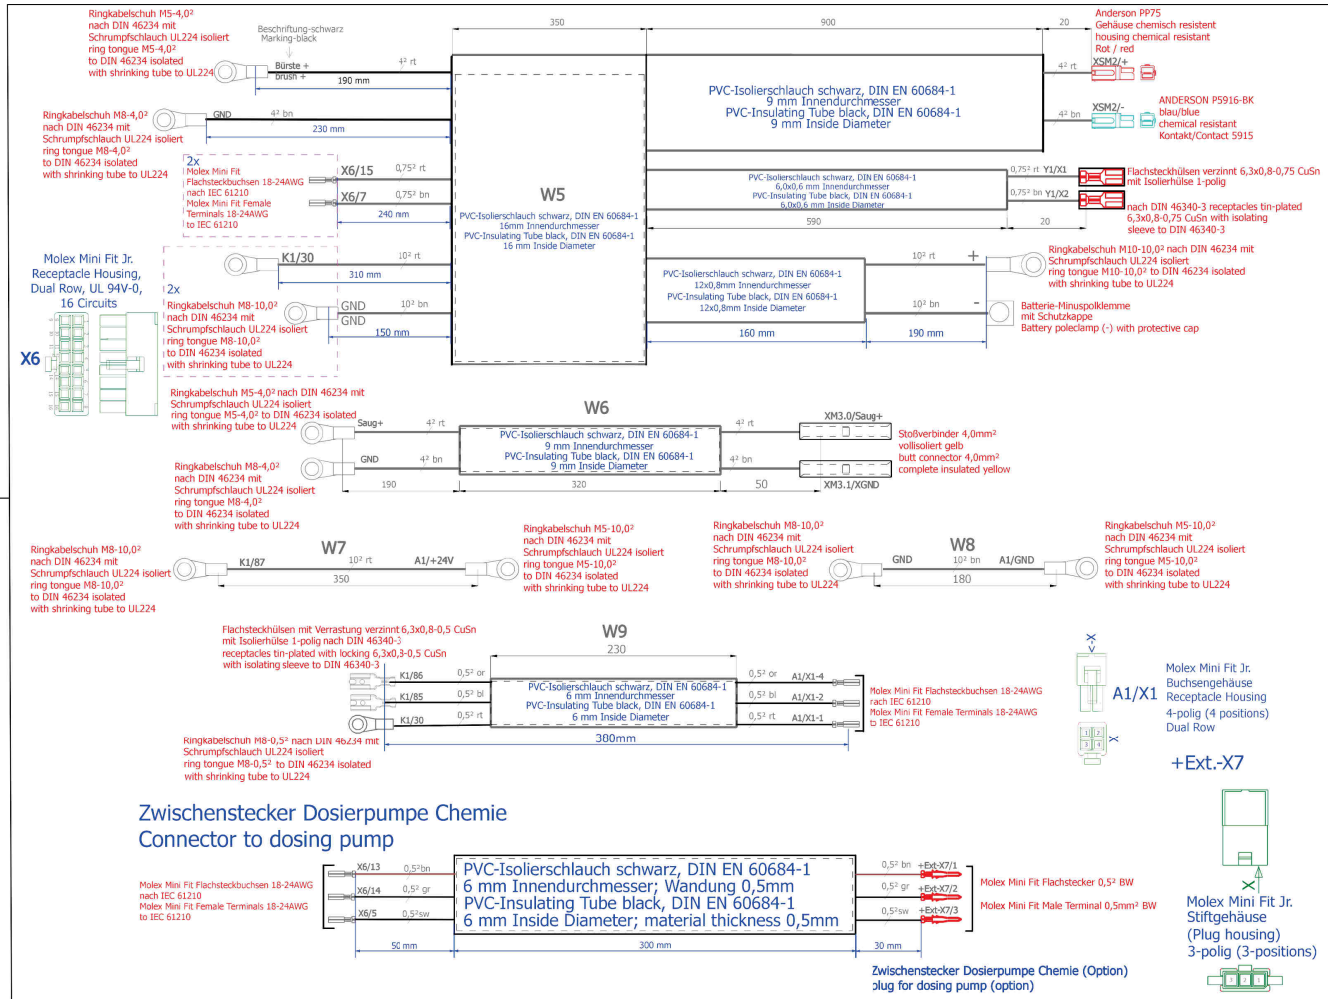 Ringkabelschuh M5-4,0²
nach DIN 46234 mit
Schrumpfschlauch UL224 isoliert
ring tongue M5-4,0²
to DIN 46234 isolated
with shrinking tube to UL224
Beschriftung-schwarz
Marking-black
Bürste +
brush +
4² rt
190 mm
350
900
20
Anderson PP75
Gehäuse chemisch resistent
housing chemical resistant
Rot / red
4² rt
XSM2/+
4² bn
XSM2/-
ANDERSON P5916-BK
blau/blue
chemical resistant
Kontakt/Contact 5915
PVC-Isolierschlauch schwarz, DIN EN 60684-1
9 mm Innendurchmesser
PVC-Insulating Tube black, DIN EN 60684-1
9 mm Inside Diameter
Ringkabelschuh M8-4,0²
nach DIN 46234 mit
Schrumpfschlauch UL224 isoliert
ring tongue M8-4,0²
to DIN 46234 isolated
with shrinking tube to UL224
GND
4² bn
230 mm
2x
Molex Mini Fit
Flachsteckbuchsen 18-24AWG
nach IEC 61210
Molex Mini Fit Female
Terminals 18-24AWG
to IEC 61210
X6/15
0,75² rt
X6/7
0,75² bn
240 mm
W5
PVC-Isolierschlauch schwarz, DIN EN 60684-1
16mm Innendurchmesser
PVC-Insulating Tube black, DIN EN 60684-1
16 mm Inside Diameter
PVC-Isolierschlauch schwarz, DIN EN 60684-1
6,0x0,6 mm Innendurchmesser
PVC-Insulating Tube black, DIN EN 60684-1
6,0x0,6 mm Inside Diameter
590
20
0,75² rt Y1/X1
0,75² bn Y1/X2
Flachsteckhülsen verzinnt 6,3x0,8-0,75 CuSn
mit Isolierhülse 1-polig
nach DIN 46340-3 receptacles tin-plated
6,3x0,8-0,75 CuSn with isolating
sleeve to DIN 46340-3
Molex Mini Fit Jr.
Receptacle Housing,
Dual Row, UL 94V-0,
16 Circuits
X6
K1/30
10² rt
310 mm
2x
Ringkabelschuh M8-10,0²
nach DIN 46234 mit
Schrumpfschlauch UL224 isoliert
ring tongue M8-10,0²
to DIN 46234 isolated
with shrinking tube to UL224
GND
GND
10² bn
150 mm
PVC-Isolierschlauch schwarz, DIN EN 60684-1
12x0,8mm Innendurchmesser
PVC-Insulating Tube black, DIN EN 60684-1
12x0,8mm Inside Diameter
160 mm
190 mm
10² rt
+
10² bn
-
Ringkabelschuh M10-10,0² nach DIN 46234 mit
Schrumpfschlauch UL224 isoliert
ring tongue M10-10,0² to DIN 46234 isolated
with shrinking tube to UL224
Batterie-Minuspolklemme
mit Schutzkappe
Battery poleclamp (-) with protective cap
Ringkabelschuh M5-4,0² nach DIN 46234 mit
Schrumpfschlauch UL224 isoliert
ring tongue M5-4,0² to DIN 46234 isolated
with shrinking tube to UL224
Saug+
4² rt
W6
PVC-Isolierschlauch schwarz, DIN EN 60684-1
9 mm Innendurchmesser
PVC-Insulating Tube black, DIN EN 60684-1
9 mm Inside Diameter
4² rt
XM3.0/Saug+
GND
4² bn
4² bn
XM3.1/XGND
190
320
50
Stoßverbinder 4,0mm²
vollisoliert gelb
butt connector 4,0mm²
complete insulated yellow
Ringkabelschuh M8-4,0²
nach DIN 46234 mit
Schrumpfschlauch UL224 isoliert
ring tongue M8-4,0²
to DIN 46234 isolated
with shrinking tube to UL224
Ringkabelschuh M8-10,0²
nach DIN 46234 mit
Schrumpfschlauch UL224 isoliert
ring tongue M8-10,0²
to DIN 46234 isolated
with shrinking tube to UL224
W7
K1/87
10² rt
A1/+24V
350
Ringkabelschuh M5-10,0²
nach DIN 46234 mit
Schrumpfschlauch UL224 isoliert
ring tongue M5-10,0²
to DIN 46234 isolated
with shrinking tube to UL224
Ringkabelschuh M8-10,0²
nach DIN 46234 mit
Schrumpfschlauch UL224 isoliert
ring tongue M8-10,0²
to DIN 46234 isolated
with shrinking tube to UL224
W8
GND
10² bn
A1/GND
180
Ringkabelschuh M5-10,0²
nach DIN 46234 mit
Schrumpfschlauch UL224 isoliert
ring tongue M5-10,0²
to DIN 46234 isolated
with shrinking tube to UL224
Flachsteckhülsen mit Verrastung verzinnt 6,3x0,8-0,5 CuSn
mit Isolierhülse 1-polig nach DIN 46340-3
receptacles tin-plated with locking 6,3x0,8-0,5 CuSn
with isolating sleeve to DIN 46340-3
W9
230
K1/86
0,5² or
K1/85
0,5² bl
K1/30
0,5² rt
PVC-Isolierschlauch schwarz, DIN EN 60684-1
6 mm Innendurchmesser
PVC-Insulating Tube black, DIN EN 60684-1
6 mm Inside Diameter
0,5² or
A1/X1-4
0,5² bl
A1/X1-2
0,5² rt
A1/X1-1
380mm
Molex Mini Fit Flachsteckbuchsen 18-24AWG
nach IEC 61210
Molex Mini Fit Female Terminals 18-24AWG
to IEC 61210
Ringkabelschuh M8-0,5² nach DIN 46234 mit
Schrumpfschlauch UL224 isoliert
ring tongue M8-0,5² to DIN 46234 isolated
with shrinking tube to UL224
<-X
A1/X1
1 2
3 4
X
Molex Mini Fit Jr.
Buchsengehäuse
Receptacle Housing
4-polig (4 positions)
Dual Row
+Ext.-X7
Zwischenstecker Dosierpumpe Chemie
Connector to dosing pump
Molex Mini Fit Flachsteckbuchsen 18-24AWG
nach IEC 61210
Molex Mini Fit Female Terminals 18-24AWG
to IEC 61210
X6/13
0,5²bn
X6/14
0,5² gr
X6/5
0,5²sw
PVC-Isolierschlauch schwarz, DIN EN 60684-1
6 mm Innendurchmesser; Wandung 0,5mm
PVC-Insulating Tube black, DIN EN 60684-1
6 mm Inside Diameter; material thickness 0,5mm
0,5² bn
+Ext-X7/1
0,5² gr
+Ext-X7/2
0,5²sw
+Ext-X7/3
50 mm
300 mm
30 mm
Molex Mini Fit Flachstecker 0,5² BW
Molex Mini Fit Male Terminal 0,5mm² BW
Zwischenstecker Dosierpumpe Chemie (Option)
plug for dosing pump (option)
X
Molex Mini Fit Jr.
Stiftgehäuse
(Plug housing)
3-polig (3-positions)
3 2 1